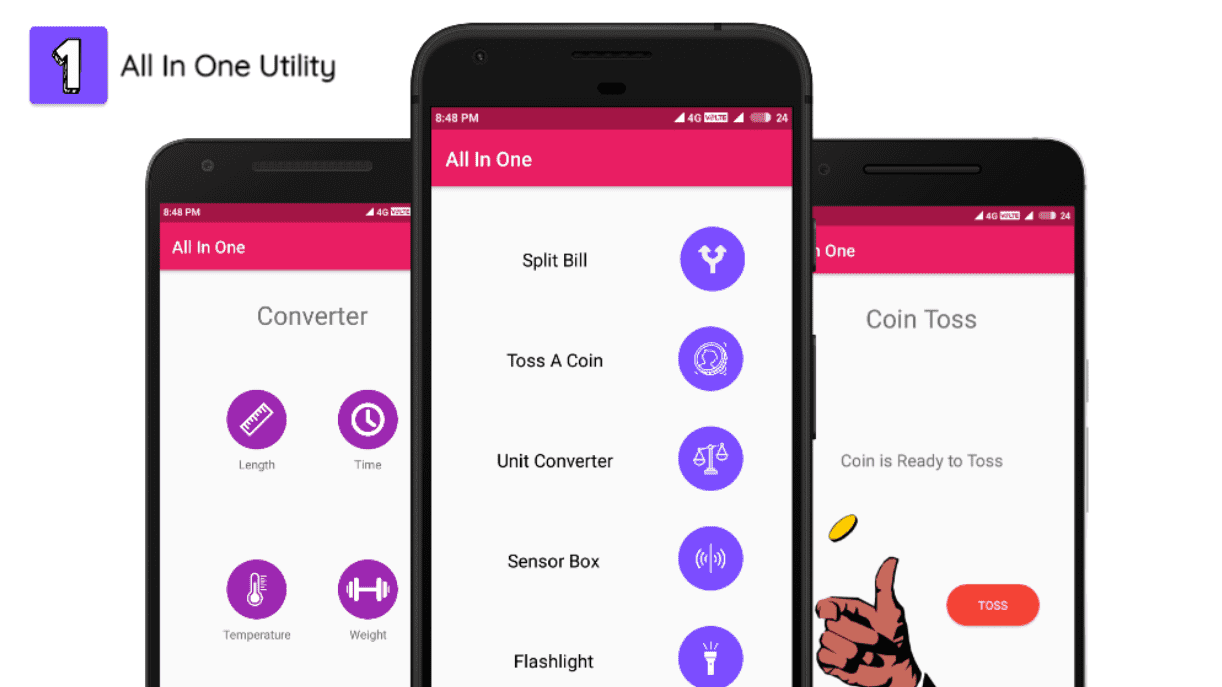 1
All In One Utility
8:48 PM 4G VoLTE
All In One
Converter
Length Time
Temperature Weight
8:48 PM 4G VoLTE 24
All In One
Split Bill
Toss A Coin
Unit Converter
Sensor Box
Flashlight
4G VoLTE 24
One
Coin Toss
Coin is Ready to Toss
TOSS